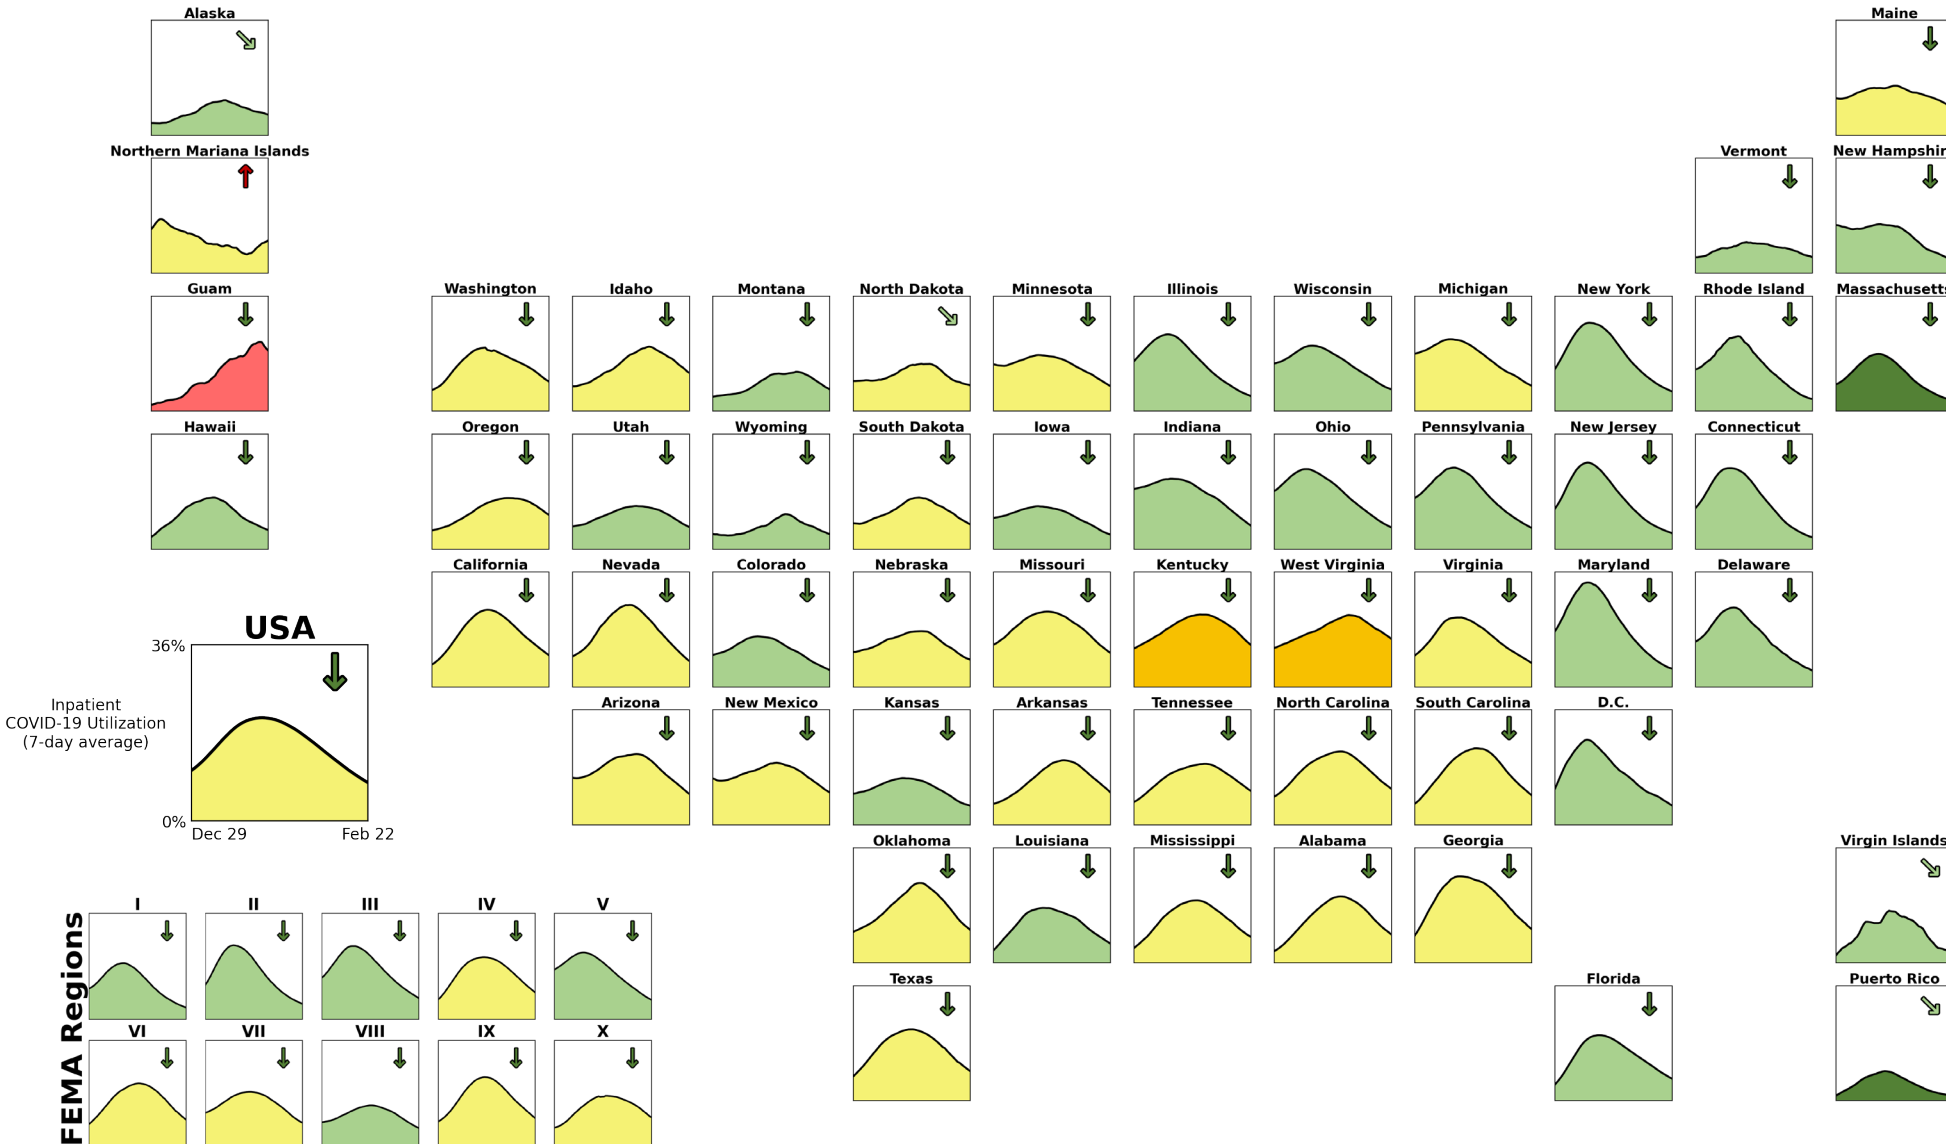 Alaska
Maine
Northern Mariana Islands
Vermont
New Hampshir
Guam
Washington
Idaho
Montana
North Dakota
Minnesota
Illinois
Wisconsin
Michigan
New York
Rhode Island
Massachusetts
Hawaii
Oregon
Utah
Wyoming
South Dakota
Iowa
Indiana
Ohio
Pennsylvania
New Jersey
Connecticut
California
Nevada
Colorado
Nebraska
Missouri
Kentucky
West Virginia
Virginia
Maryland
Delaware
USA
36%
Inpatient
COVID-19 Utilization
(7-day average)
0%
Dec 29
Feb 22
Arizona
New Mexico
Kansas
Arkansas
Tennessee
North Carolina
South Carolina
D.C.
Oklahoma
Louisiana
Mississippi
Alabama
Georgia
Virgin Islands
Texas
Florida
Puerto Rico
FEMA Regions
I
II
III
IV
V
VI
VII
VIII
IX
X